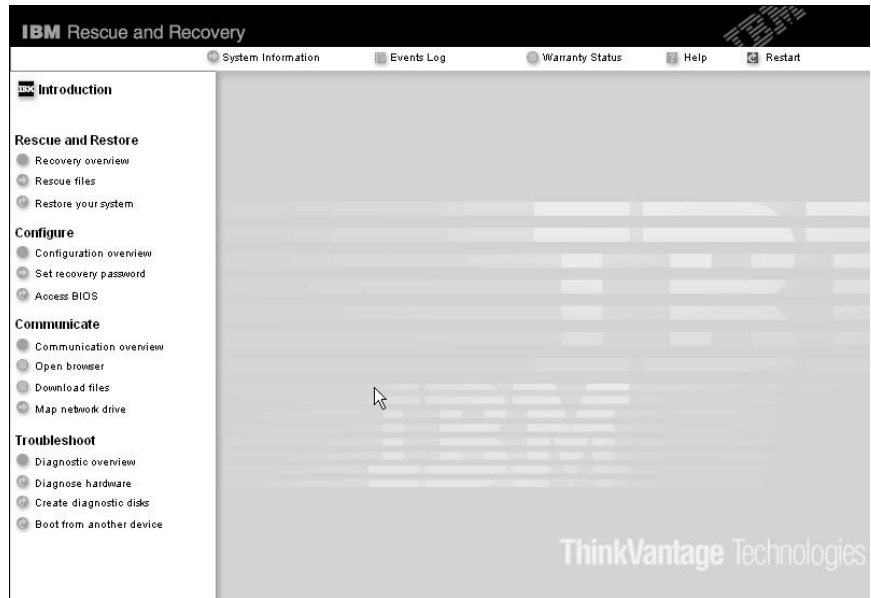 IBM Rescue and Recovery
IBM
System Information Events Log Warranty Status Help Restart
Introduction
Rescue and Restore
Recovery overview
Rescue files
Restore your system
Configure
Configuration overview
Set recovery password
Access BIOS
Communicate
Communication overview
Open browser
Download files
Map network drive
Troubleshoot
Diagnostic overview
Diagnose hardware
Create diagnostic disks
Boot from another device
IBM
ThinkVantage Technologies